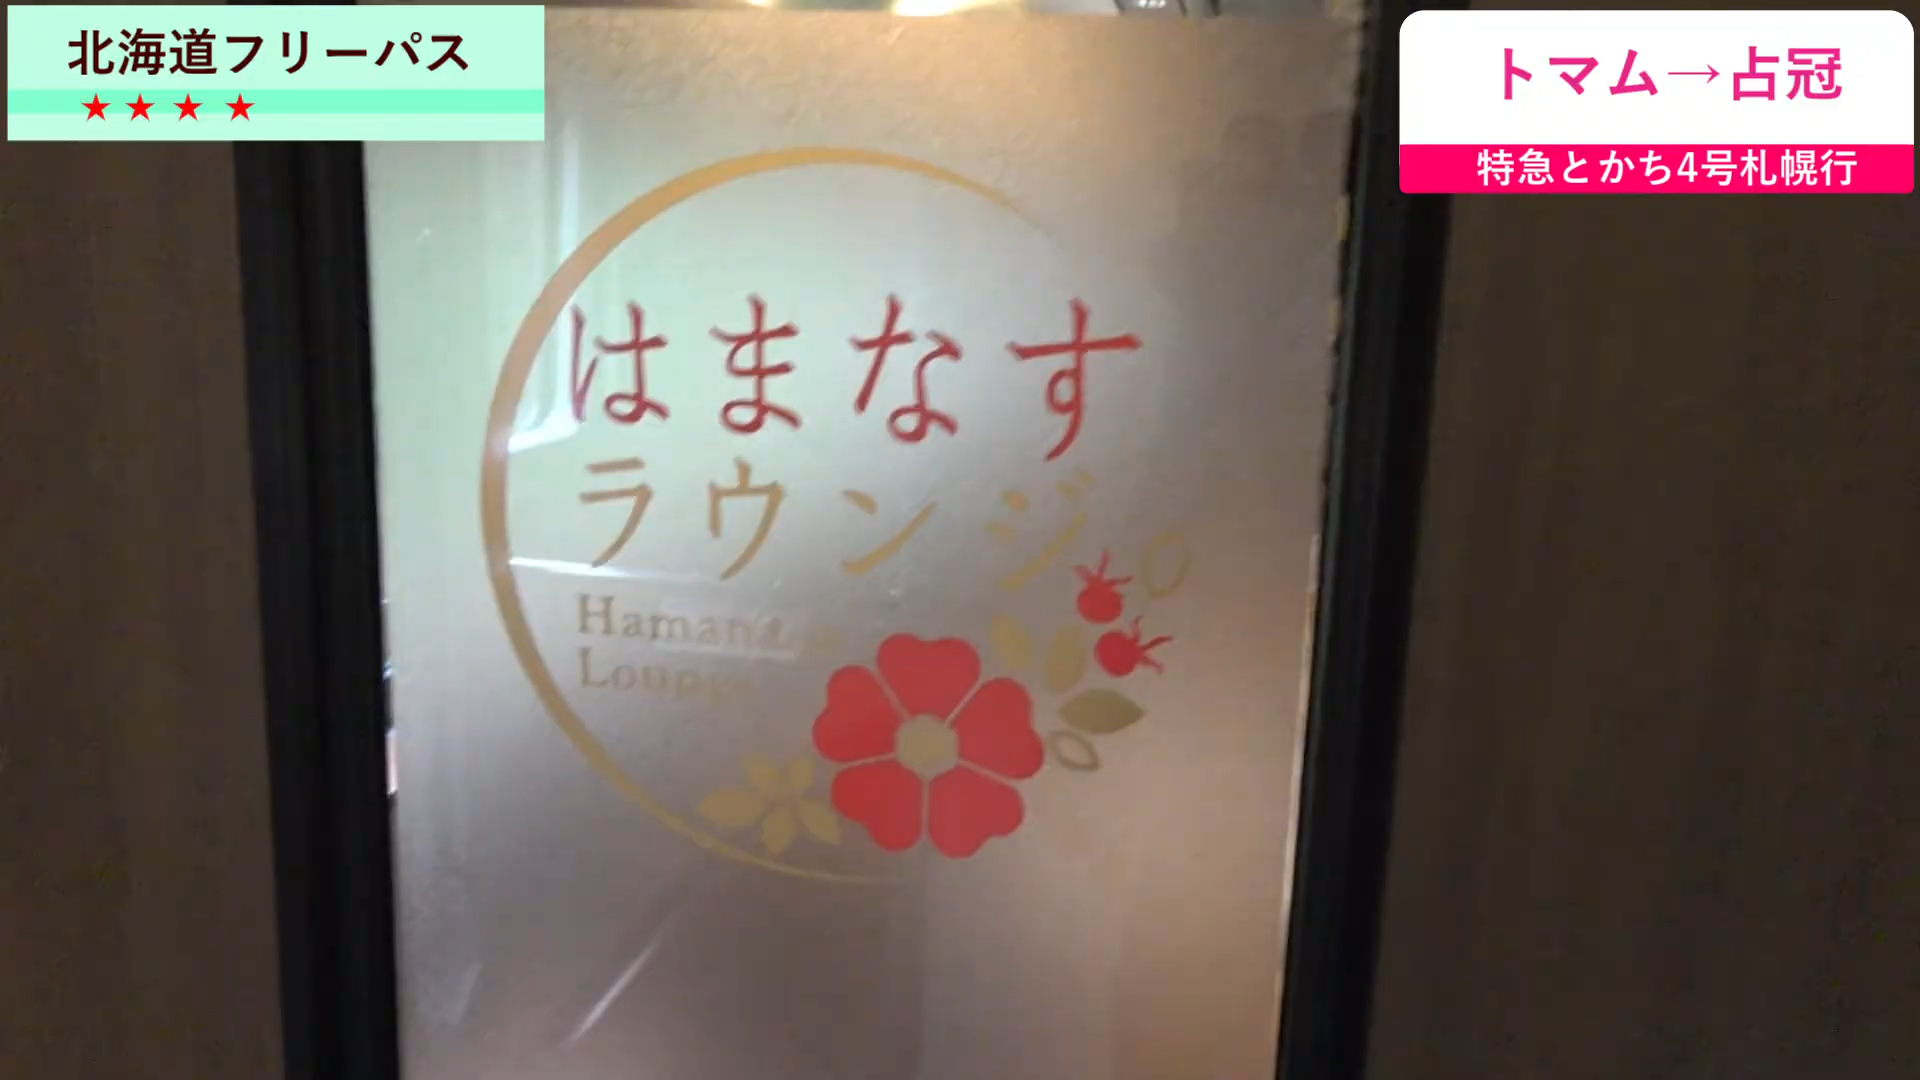 北海道フリーパス
★ ★ ★ ★
トマム→占冠
特急とかち4号札幌行
はまなす
ラウンジ